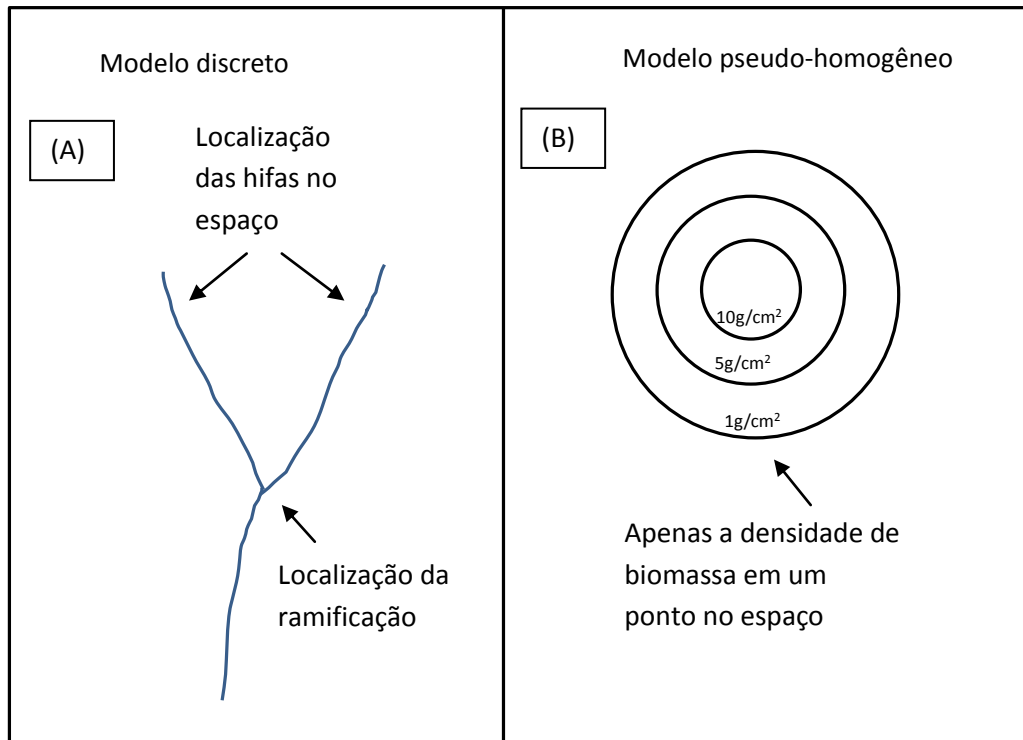 Modelo discreto
(A)
Localização
das hifas no
espaço
Localização da
ramificação
Modelo pseudo-homogêneo
(B)
10g/cm²
5g/cm²
1g/cm²
Apenas a densidade de
biomassa em um
ponto no espaço